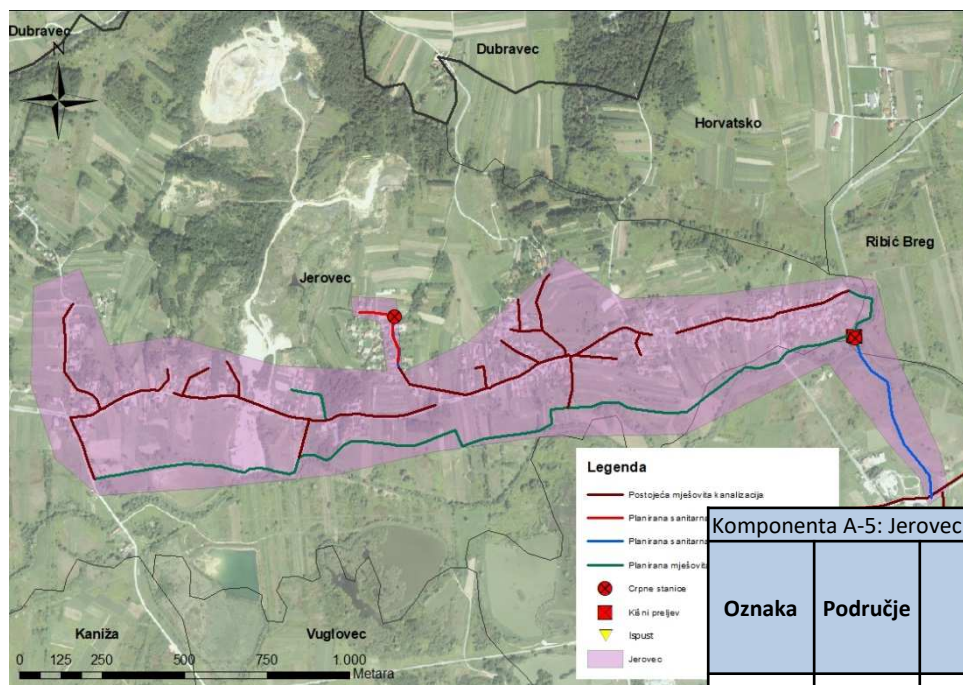 Dubravec
N
Dubravec
Horvatsko
Ribić Breg
Jerovec
Legenda
Postojeća mješovita kanalizacija
Planirana sanitarna
Planirana sanitarna
Planirana mješovita
Crpne stanice
Kišni preljev
Ispust
Jerovec
Kaniža
Vuglovec
0 125 250 500 750 1.000
Metara
Komponenta A-5: Jerovec
Oznaka Područje